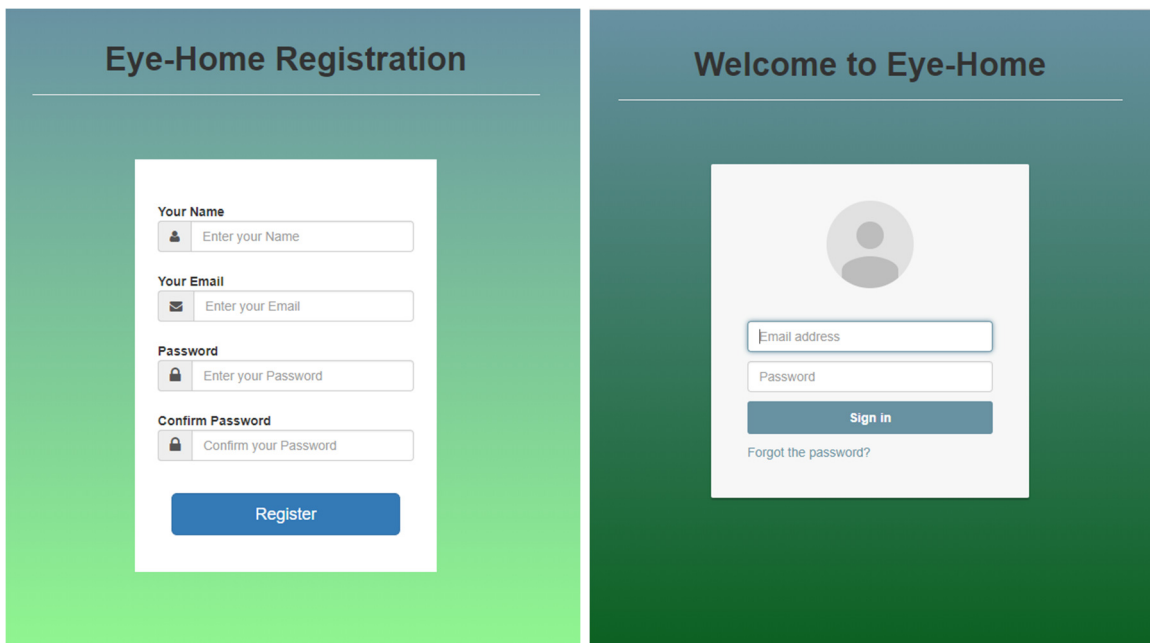 Eye-Home Registration
Your Name
Enter your Name
Your Email
Enter your Email
Password
Enter your Password
Confirm Password
Confirm your Password
Register
Welcome to Eye-Home
Email address
Password
Sign in
Forgot the password?